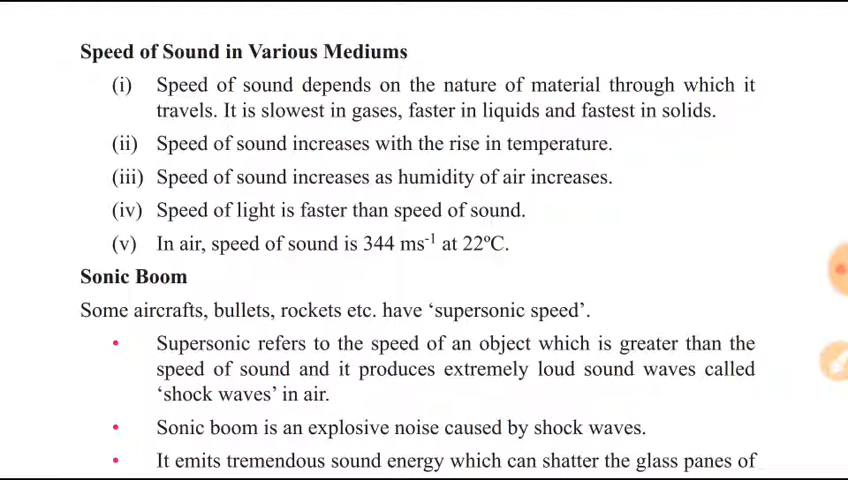 Speed of Sound in Various Mediums
(i) Speed of sound depends on the nature of material through which it
travels. It is slowest in gases, faster in liquids and fastest in solids.
(ii) Speed of sound increases with the rise in temperature.
(iii) Speed of sound increases as humidity of air increases.
(iv) Speed of light is faster than speed of sound.
(v) In air, speed of sound is 344 ms⁻¹ at 22ºC.
Sonic Boom
Some aircrafts, bullets, rockets etc. have ‘supersonic speed’.
• Supersonic refers to the speed of an object which is greater than the
speed of sound and it produces extremely loud sound waves called
‘shock waves’ in air.
• Sonic boom is an explosive noise caused by shock waves.
• It emits tremendous sound energy which can shatter the glass panes of